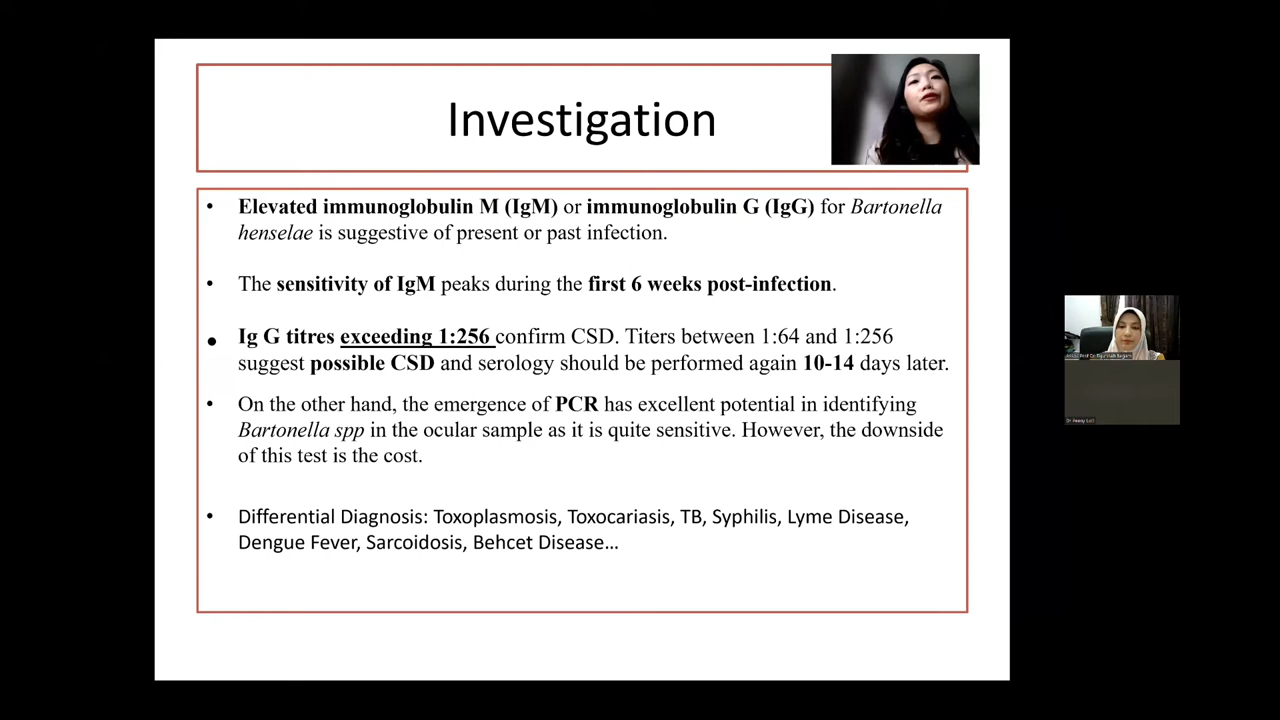 Investigation
• Elevated immunoglobulin M (IgM) or immunoglobulin G (IgG) for Bartonella
henselae is suggestive of present or past infection.
• The sensitivity of IgM peaks during the first 6 weeks post-infection.
• Ig G titres exceeding 1:256 confirm CSD. Titers between 1:64 and 1:256
suggest possible CSD and serology should be performed again 10-14 days later.
• On the other hand, the emergence of PCR has excellent potential in identifying
Bartonella spp in the ocular sample as it is quite sensitive. However, the downside
of this test is the cost.
• Differential Diagnosis: Toxoplasmosis, Toxocariasis, TB, Syphilis, Lyme Disease,
Dengue Fever, Sarcoidosis, Behcet Disease…
Prof Dr
Dr